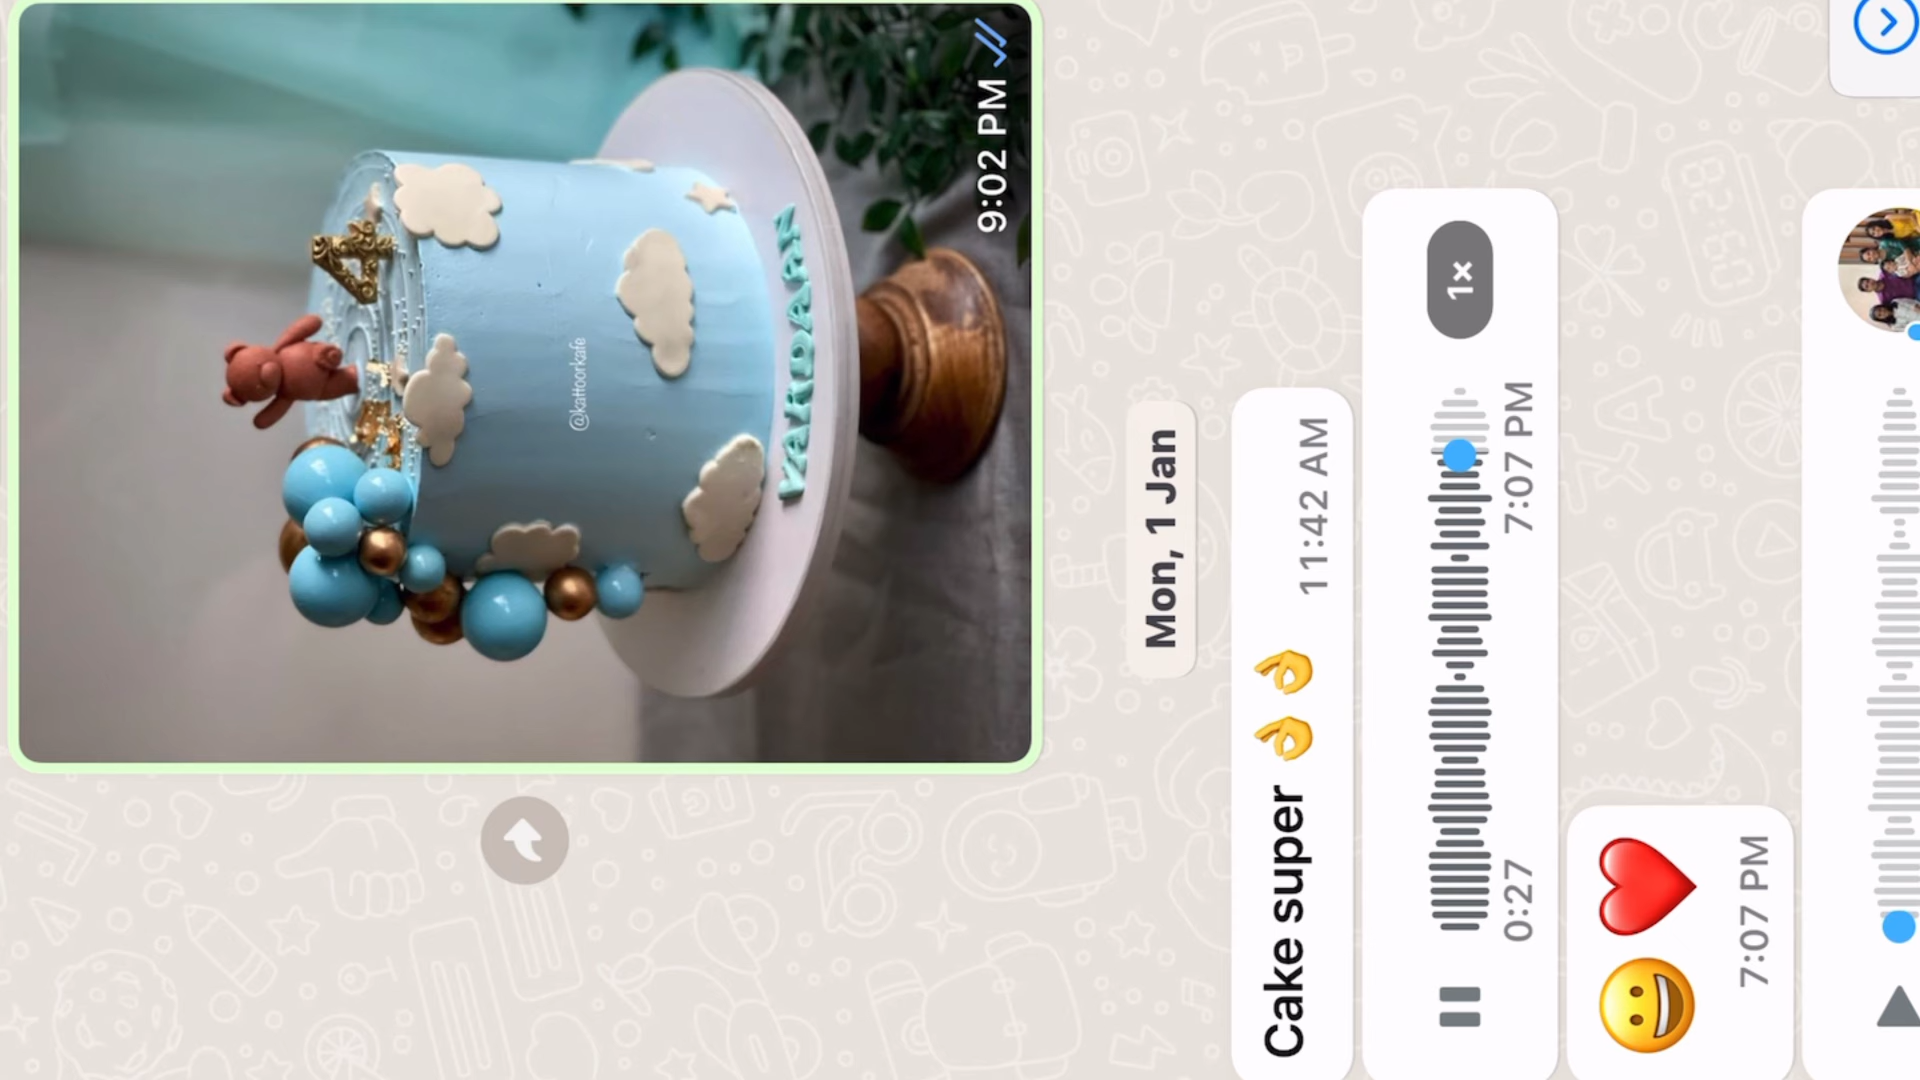 4
@kattoorkafe
VARDAAN
9:02 PM
Mon, 1 Jan
Cake super 👌👌
11:42 AM
1×
0:27
7:07 PM
😀❤️
7:07 PM